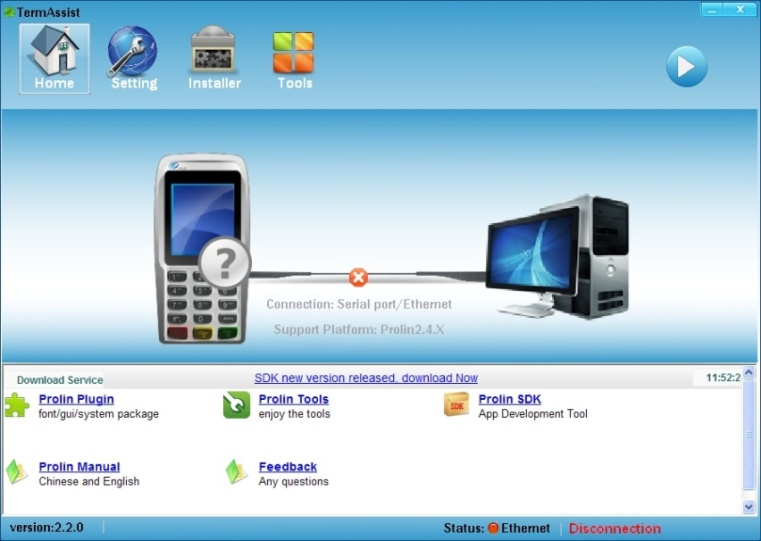 TermAssist
Home Setting Installer Tools
?
Connection: Serial port/Ethernet
Support Platform: Prolin2.4.X
Download Service SDK new version released, download Now 11:52:2
Prolin Plugin
font/gui/system package
Prolin Tools
enjoy the tools
SDK
Prolin SDK
App Development Tool
Prolin Manual
Chinese and English
Feedback
Any questions
version:2.2.0 Status: Ethernet Disconnection